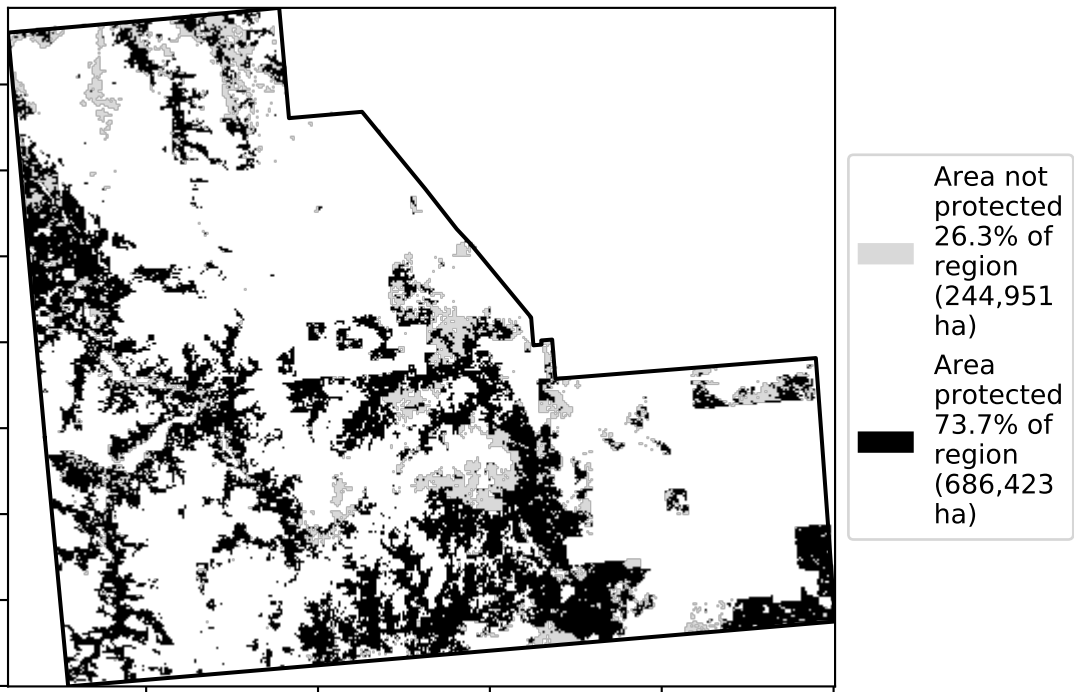 Area not
protected
26.3% of
region
(244,951
ha)
Area
protected
73.7% of
region
(686,423
ha)